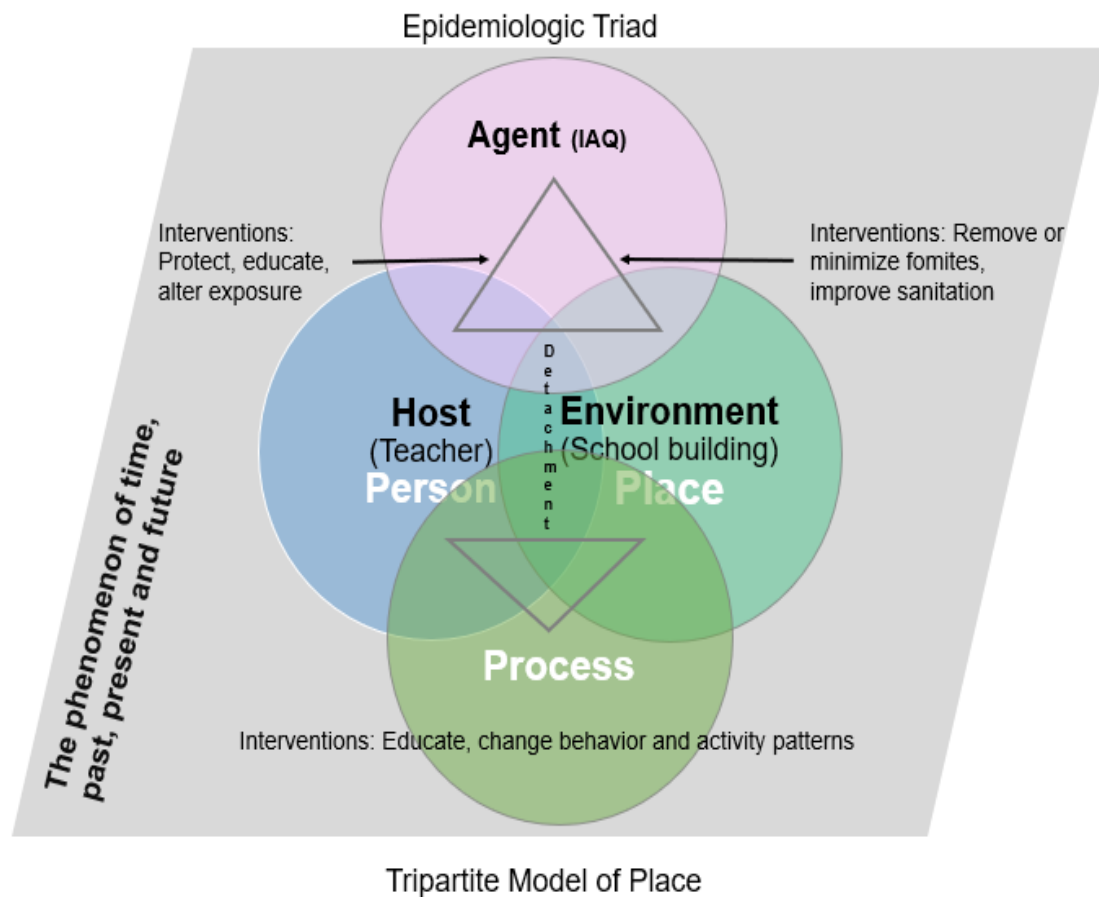 Epidemiologic Triad
Agent (IAQ)
Interventions:
Protect, educate,
alter exposure
Interventions: Remove or
minimize fomites,
improve sanitation
Detachment
Host
(Teacher)
Person
Environment
(School building)
Place
The phenomenon of time,
past, present and future
Process
Interventions: Educate, change behavior and activity patterns
Tripartite Model of Place